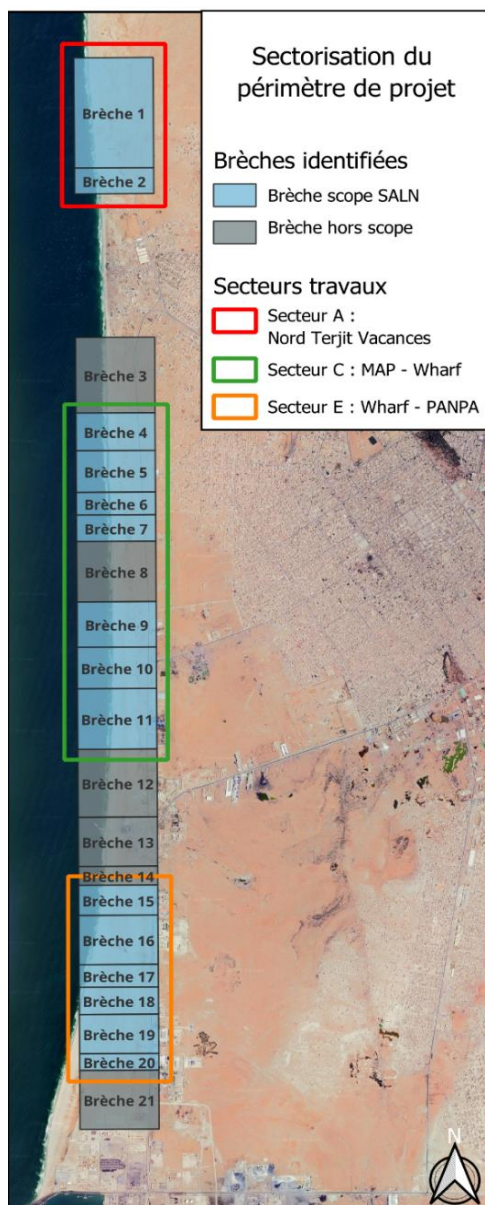 Sectorisation du
périmètre de projet
Brèches identifiées
Brèche scope SALN
Brèche hors scope
Secteurs travaux
Secteur A :
Nord Terjit Vacances
Secteur C : MAP - Wharf
Secteur E : Wharf - PANPA
Brèche 1
Brèche 2
Brèche 3
Brèche 4
Brèche 5
Brèche 6
Brèche 7
Brèche 8
Brèche 9
Brèche 10
Brèche 11
Brèche 12
Brèche 13
Brèche 14
Brèche 15
Brèche 16
Brèche 17
Brèche 18
Brèche 19
Brèche 20
Brèche 21
N